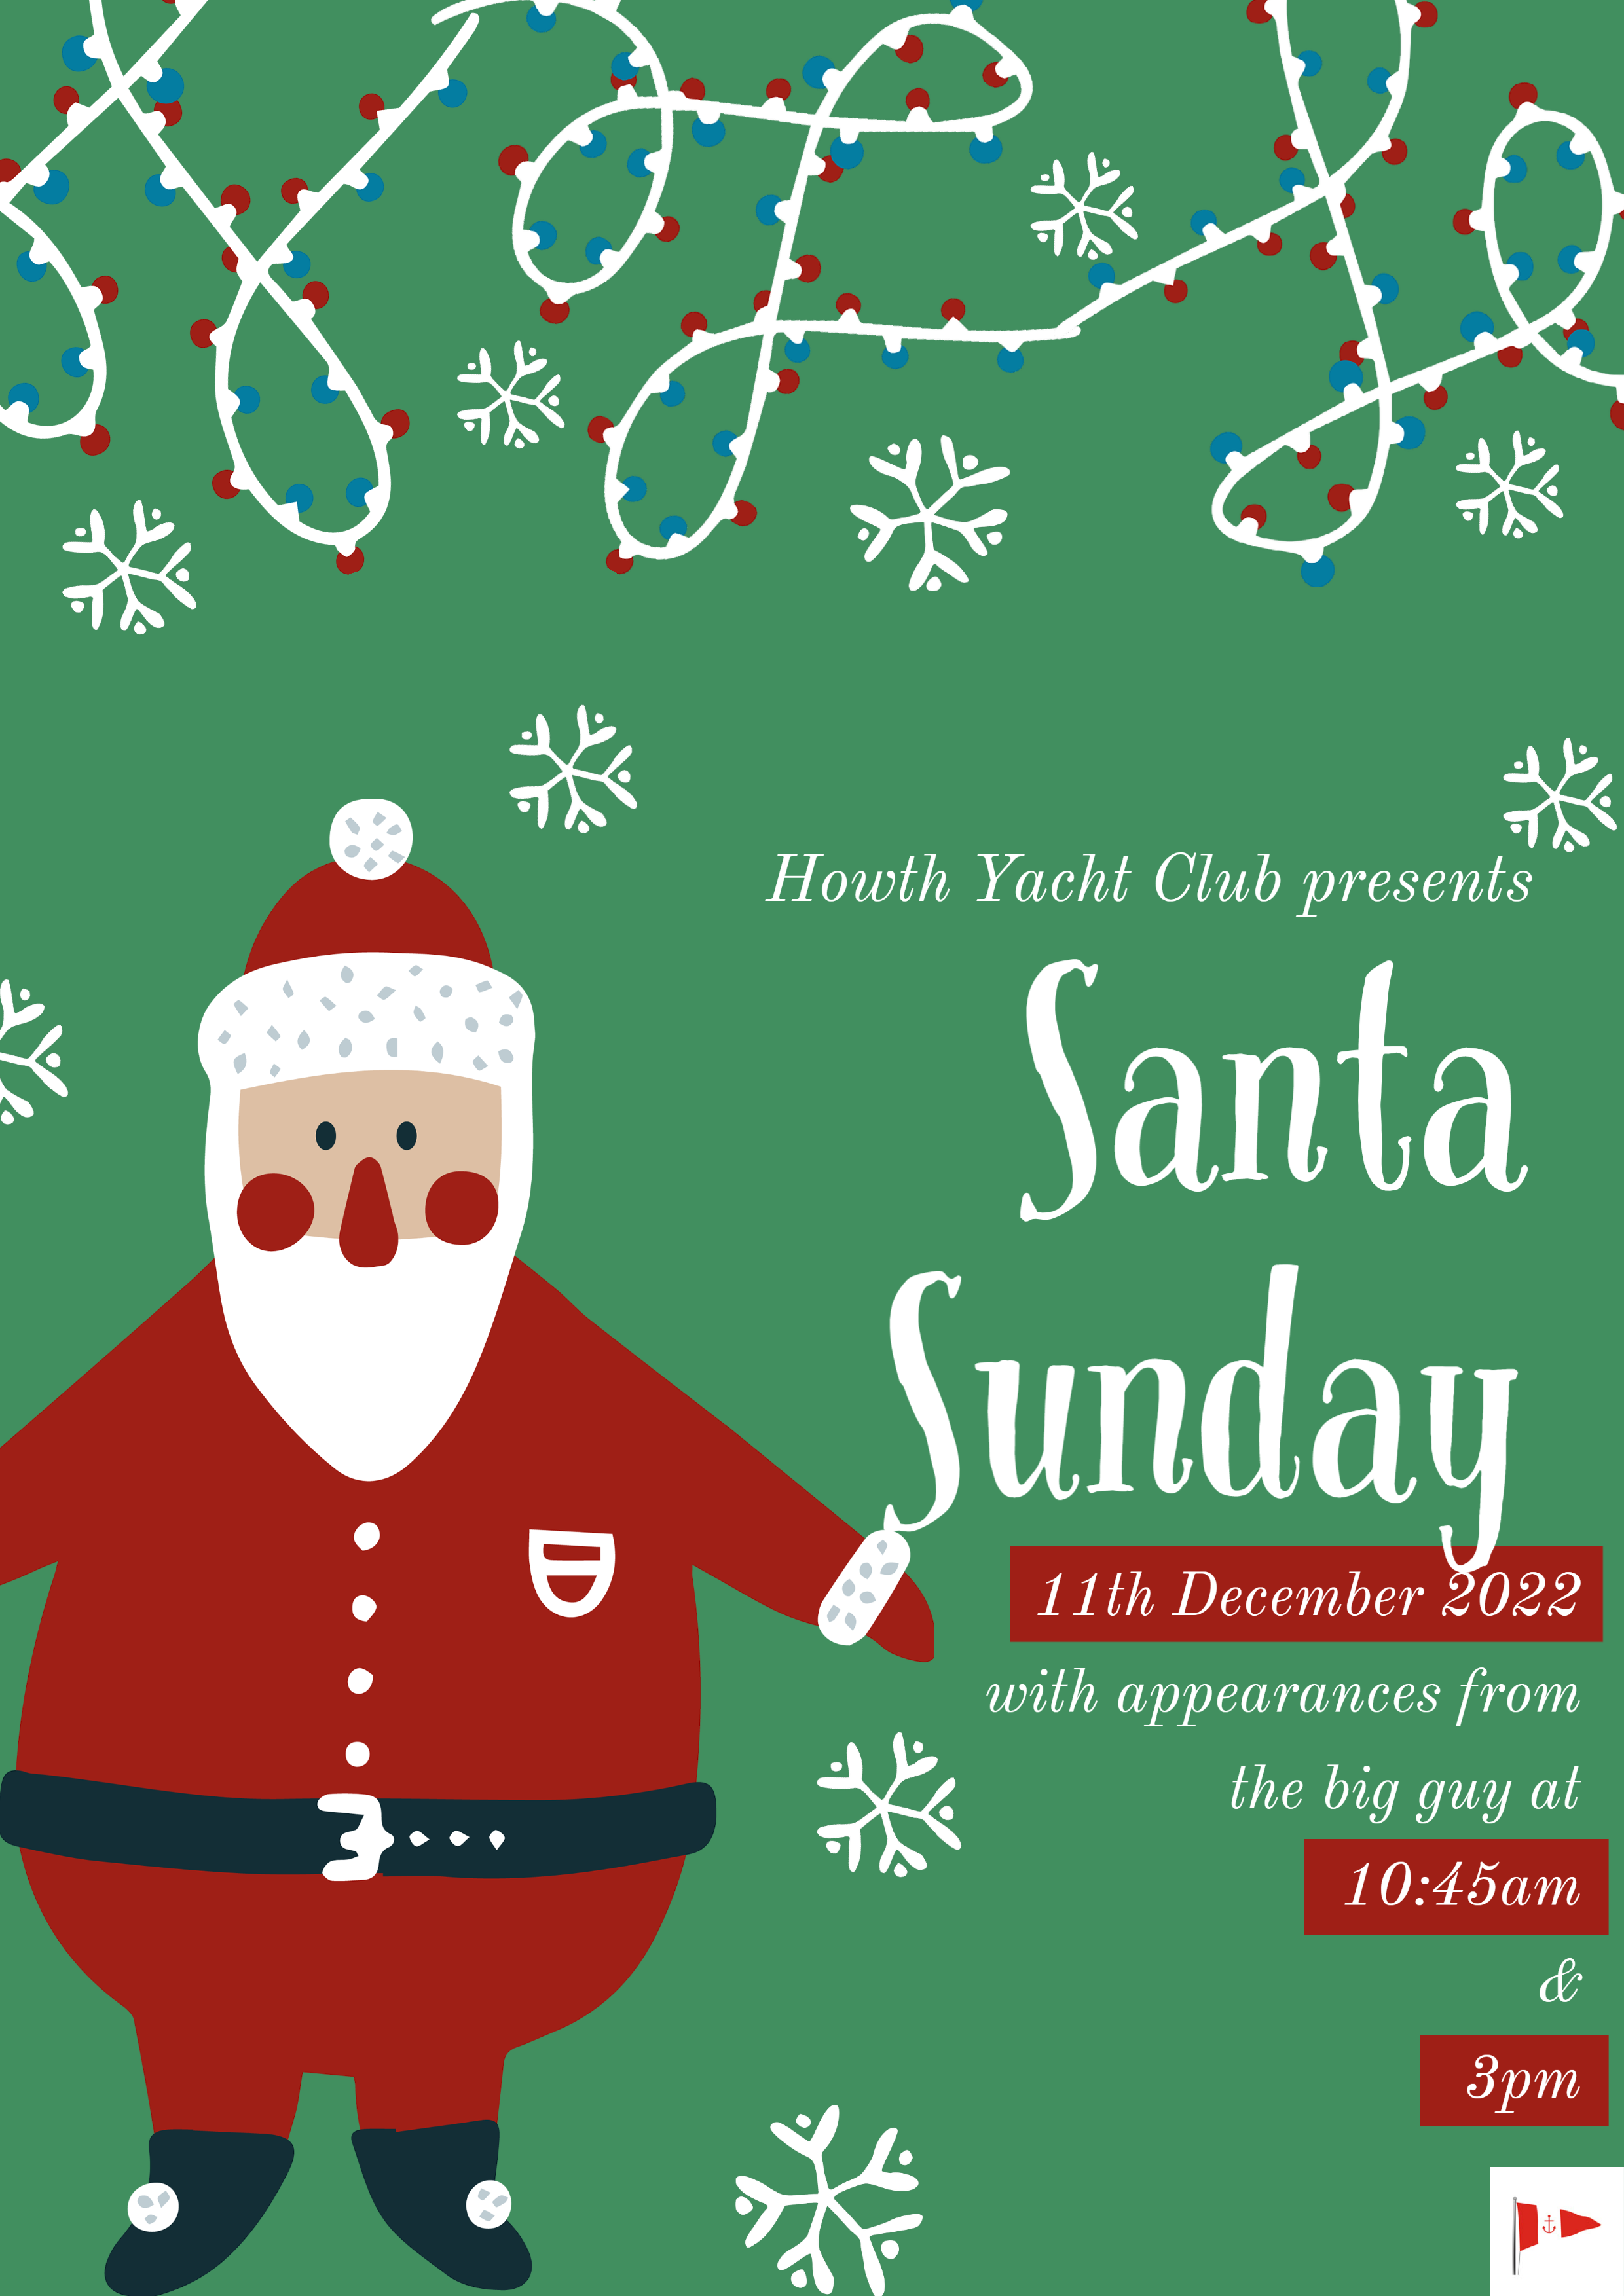 Howth Yacht Club presents
Santa
Sunday
11th December 2022
with appearances from
the big guy at
10:45am
&
3pm